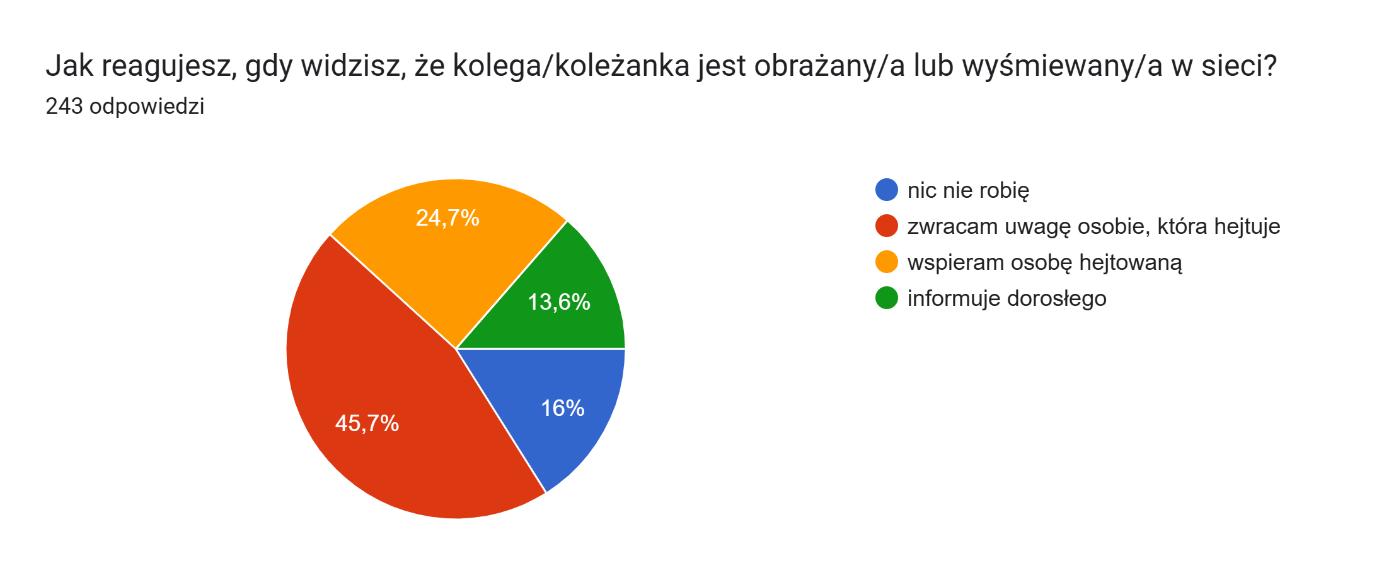 Jak reagujesz, gdy widzisz, że kolega/koleżanka jest obrażany/a lub wyśmiewany/a w sieci?
243 odpowiedzi
nic nie robię
zwracam uwagę osobie, która hejtuje
wspieram osobę hejtowaną
informuje dorosłego
24,7%
13,6%
16%
45,7%